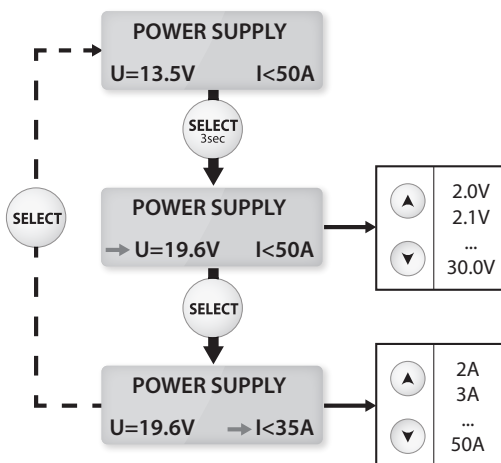 POWER SUPPLY
U=13.5V I<50A
SELECT
3sec
POWER SUPPLY
→ U=19.6V I<50A
2.0V
2.1V
...
30.0V
SELECT
SELECT
POWER SUPPLY
U=19.6V → I<35A
2A
3A
...
50A